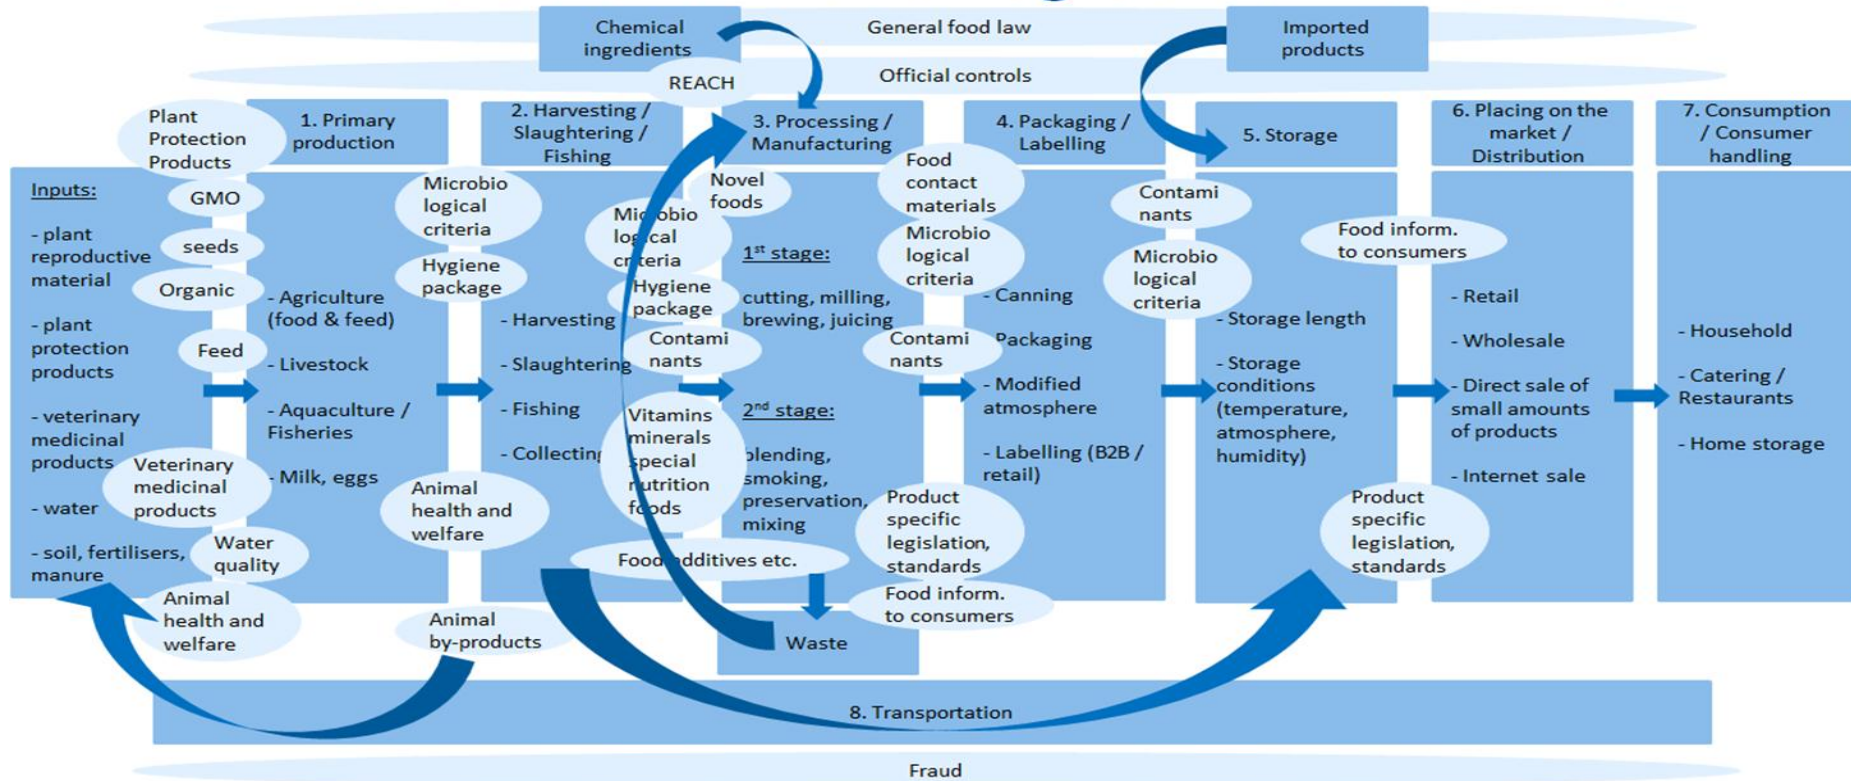 Chemical
ingredients
General food law
Imported
products
Official controls
REACH
Plant
Protection
Products
1. Primary
production
2. Harvesting /
Slaughtering /
Fishing
3. Processing /
Manufacturing
4. Packaging /
Labelling
5. Storage
6. Placing on the
market /
Distribution
7. Consumption
/ Consumer
handling
Inputs:
- plant
reproductive
material
- plant
protection
products
- veterinary
medicinal
products
- water
- soil, fertilisers,
manure
GMO
seeds
Organic
Feed
Veterinary
medicinal
products
Water
quality
Animal
health and
welfare
- Agriculture
(food & feed)
- Livestock
- Aquaculture /
Fisheries
- Milk, eggs
Microbio
logical
criteria
Hygiene
package
Animal
health and
welfare
Animal
by-products
- Harvesting
- Slaughtering
- Fishing
- Collecting
Novel
foods
Microbio
logical
criteria
Hygiene
package
Contami
nants
Vitamins
minerals
special
nutrition
foods
Food additives etc.
1st stage:
cutting, milling,
brewing, juicing
2nd stage:
blending,
smoking,
preservation,
mixing
Waste
Food
contact
materials
Microbio
logical
criteria
Contami
nants
Product
specific
legislation,
standards
Food inform.
to consumers
- Canning
Packaging
- Modified
atmosphere
- Labelling (B2B /
retail)
Contami
nants
Microbio
logical
criteria
- Storage length
- Storage
conditions
(temperature,
atmosphere,
humidity)
Food inform.
to consumers
Product
specific
legislation,
standards
- Retail
- Wholesale
- Direct sale of
small amounts
of products
- Internet sale
- Household
- Catering /
Restaurants
- Home storage
8. Transportation
Fraud